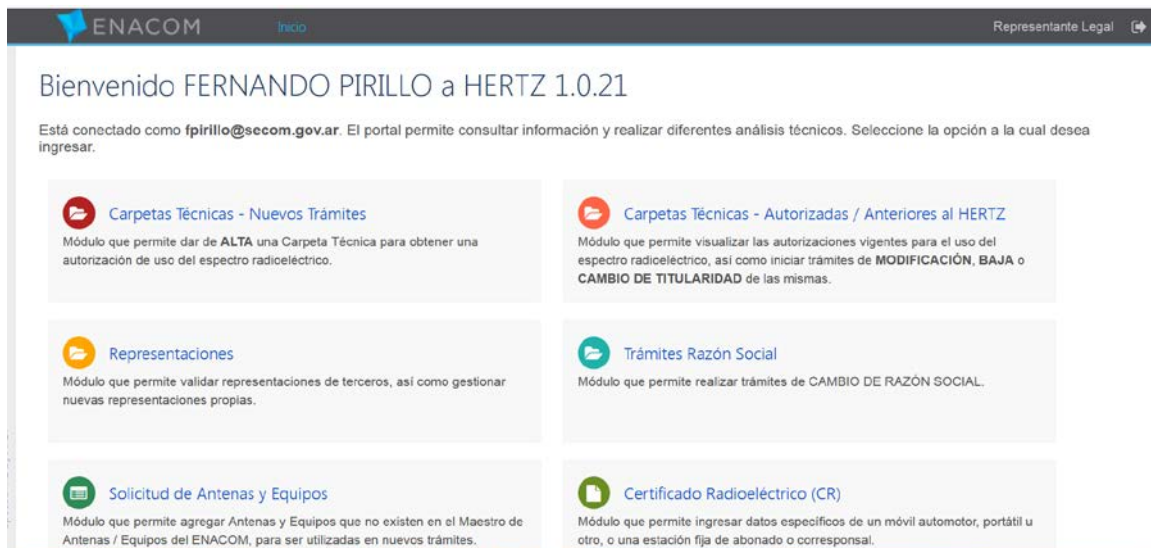 ENACOM Inicio Representante Legal
Bienvenido FERNANDO PIRILLO a HERTZ 1.0.21
Está conectado como fpirillo@secom.gov.ar. El portal permite consultar información y realizar diferentes análisis técnicos. Seleccione la opción a la cual desea
ingresar.
Carpetas Técnicas - Nuevos Trámites
Módulo que permite dar de ALTA una Carpeta Técnica para obtener una
autorización de uso del espectro radioeléctrico.
Carpetas Técnicas - Autorizadas / Anteriores al HERTZ
Módulo que permite visualizar las autorizaciones vigentes para el uso del
espectro radioeléctrico, así como iniciar trámites de MODIFICACIÓN, BAJA o
CAMBIO DE TITULARIDAD de las mismas.
Representaciones
Módulo que permite validar representaciones de terceros, así como gestionar
nuevas representaciones propias.
Trámites Razón Social
Módulo que permite realizar trámites de CAMBIO DE RAZÓN SOCIAL.
Solicitud de Antenas y Equipos
Módulo que permite agregar Antenas y Equipos que no existen en el Maestro de
Antenas / Equipos del ENACOM, para ser utilizadas en nuevos trámites.
Certificado Radioeléctrico (CR)
Módulo que permite ingresar datos específicos de un móvil automotor, portátil u
otro, o una estación fija de abonado o corresponsal.